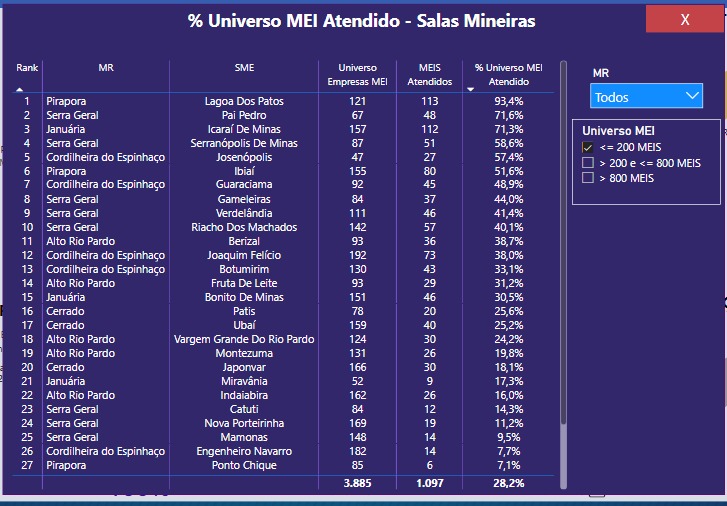 % Universo MEI Atendido - Salas Mineiras
X
Rank MR SME Universo Empresas MEI MEIS Atendidos % Universo MEI Atendido
1 Pirapora Lagoa Dos Patos 121 113 93,4%
2 Serra Geral Pai Pedro 67 48 71,6%
3 Januária Icaraí De Minas 157 112 71,3%
4 Serra Geral Serranópolis De Minas 87 51 58,6%
5 Cordilheira do Espinhaço Josenópolis 47 27 57,4%
6 Pirapora Ibiaí 155 80 51,6%
7 Cordilheira do Espinhaço Guaraciama 92 45 48,9%
8 Serra Geral Gameleiras 84 37 44,0%
9 Serra Geral Verdelândia 111 46 41,4%
10 Serra Geral Riacho Dos Machados 142 57 40,1%
11 Alto Rio Pardo Berizal 93 36 38,7%
12 Cordilheira do Espinhaço Joaquim Felício 192 73 38,0%
13 Cordilheira do Espinhaço Botumirim 130 43 33,1%
14 Alto Rio Pardo Fruta De Leite 93 29 31,2%
15 Januária Bonito De Minas 151 46 30,5%
16 Cerrado Patis 78 20 25,6%
17 Cerrado Ubaí 159 40 25,2%
18 Alto Rio Pardo Vargem Grande Do Rio Pardo 124 30 24,2%
19 Alto Rio Pardo Montezuma 131 26 19,8%
20 Cerrado Japonvar 166 30 18,1%
21 Januária Miravânia 52 9 17,3%
22 Alto Rio Pardo Indaiabira 162 26 16,0%
23 Serra Geral Catuti 84 12 14,3%
24 Serra Geral Nova Porteirinha 169 19 11,2%
25 Serra Geral Mamonas 148 14 9,5%
26 Cordilheira do Espinhaço Engenheiro Navarro 182 14 7,7%
27 Pirapora Ponto Chique 85 6 7,1%
3.885 1.097 28,2%
MR
Todos
Universo MEI
<= 200 MEIS
> 200 e <= 800 MEIS
> 800 MEIS